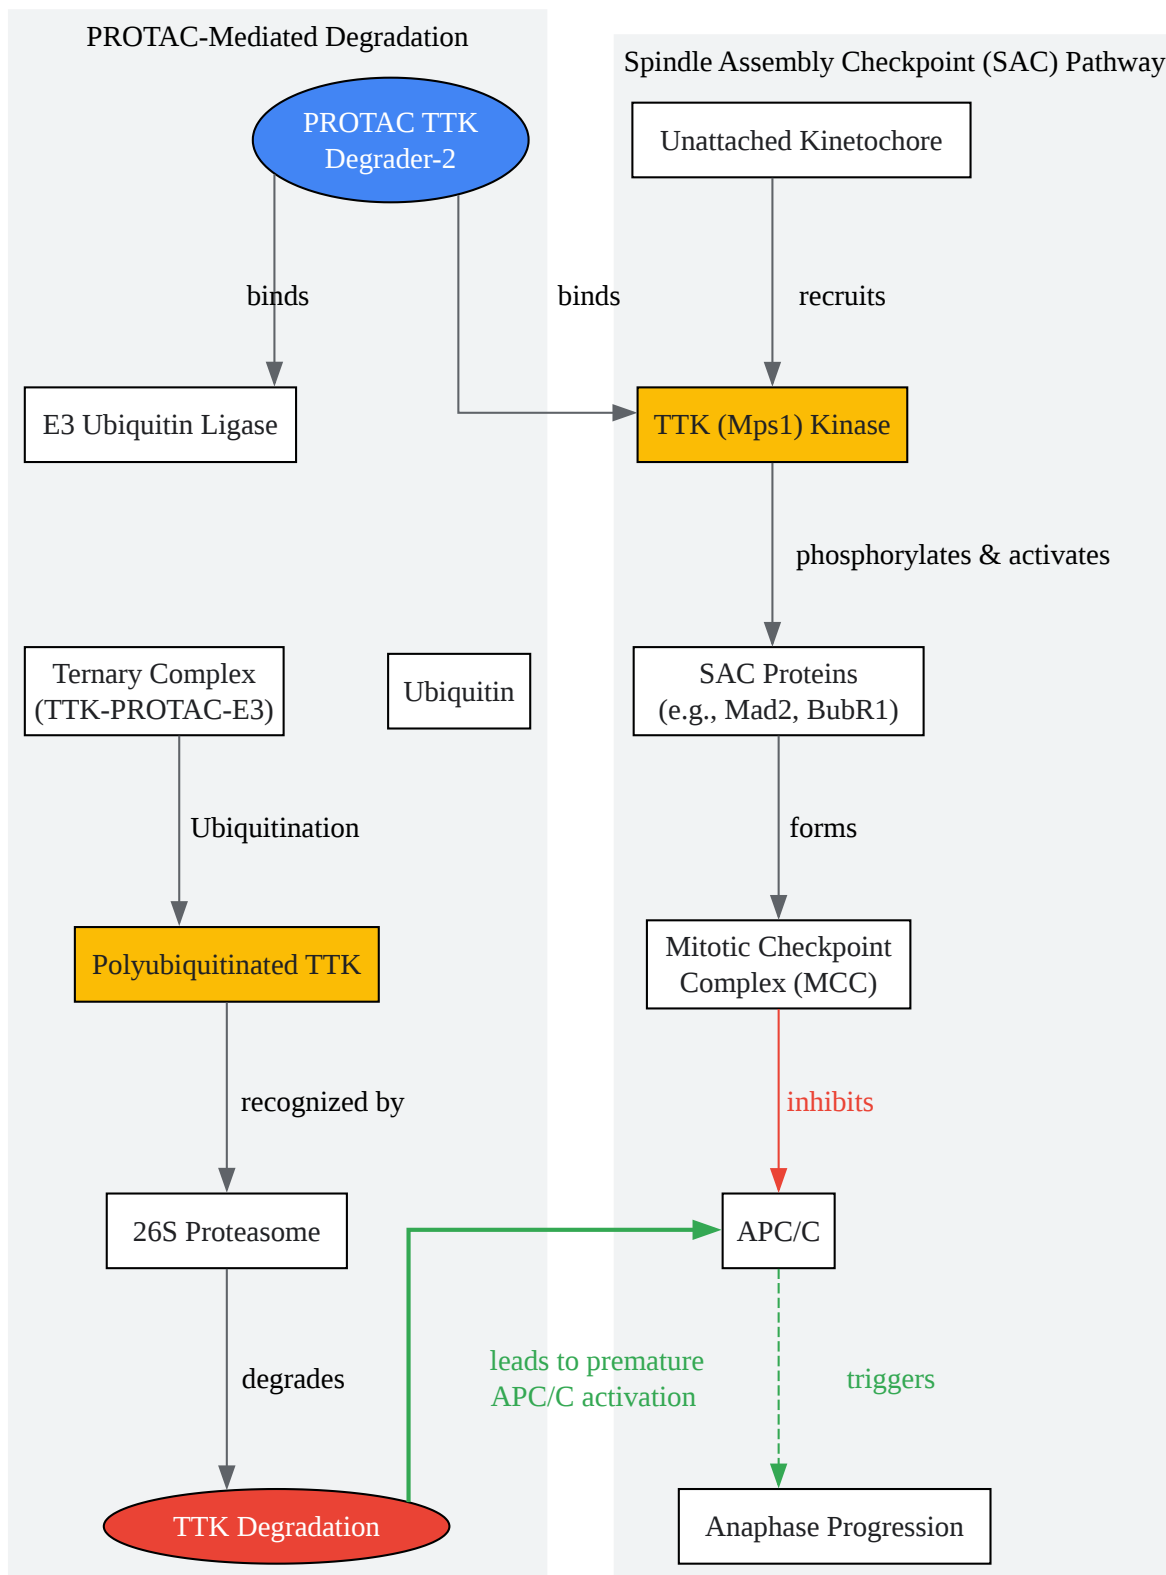 PROTAC-Mediated Degradation
PROTAC TTK
Degrader-2
binds
binds
E3 Ubiquitin Ligase
Ternary Complex
(TTK-PROTAC-E3)
Ubiquitin
Ubiquitination
Polyubiquitinated TTK
recognized by
26S Proteasome
degrades
TTK Degradation
leads to premature
APC/C activation
Spindle Assembly Checkpoint (SAC) Pathway
Unattached Kinetochore
recruits
TTK (Mps1) Kinase
phosphorylates & activates
SAC Proteins
(e.g., Mad2, BubR1)
forms
Mitotic Checkpoint
Complex (MCC)
inhibits
APC/C
triggers
Anaphase Progression